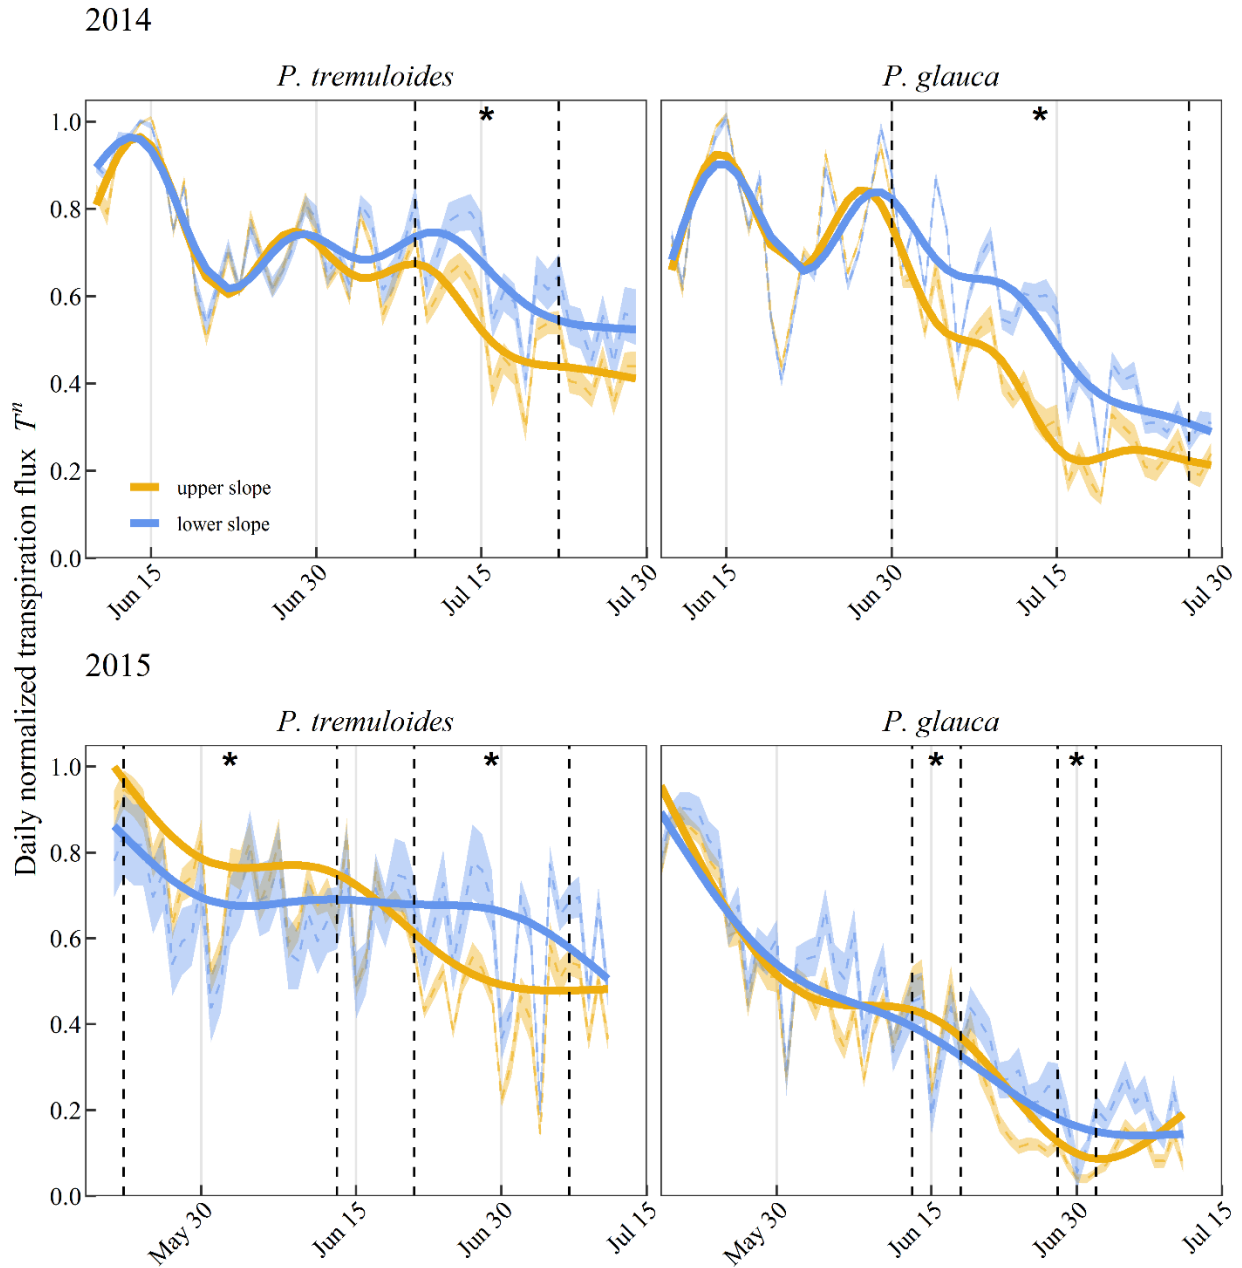 2014
P. tremuloides
P. glauca
*
*
1.0
0.8
0.6
0.4
0.2
0.0
upper slope
lower slope
Jun 15
Jun 30
Jul 15
Jul 30
Jun 15
Jun 30
Jul 15
Jul 30
Daily normalized transpiration flux Tⁿ
2015
P. tremuloides
P. glauca
*
*
*
*
1.0
0.8
0.6
0.4
0.2
0.0
May 30
Jun 15
Jun 30
Jul 15
May 30
Jun 15
Jun 30
Jul 15